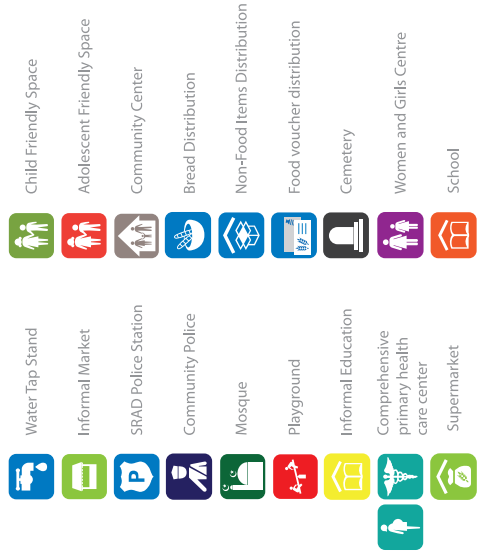 Water Tap Stand
Informal Market
SRAD Police Station
Community Police
Mosque
Playground
Informal Education
Comprehensive
primary health
care center
Supermarket
Child Friendly Space
Adolescent Friendly Space
Community Center
Bread Distribution
Non-Food Items Distribution
Food voucher distribution
Cemetery
Women and Girls Centre
School
P